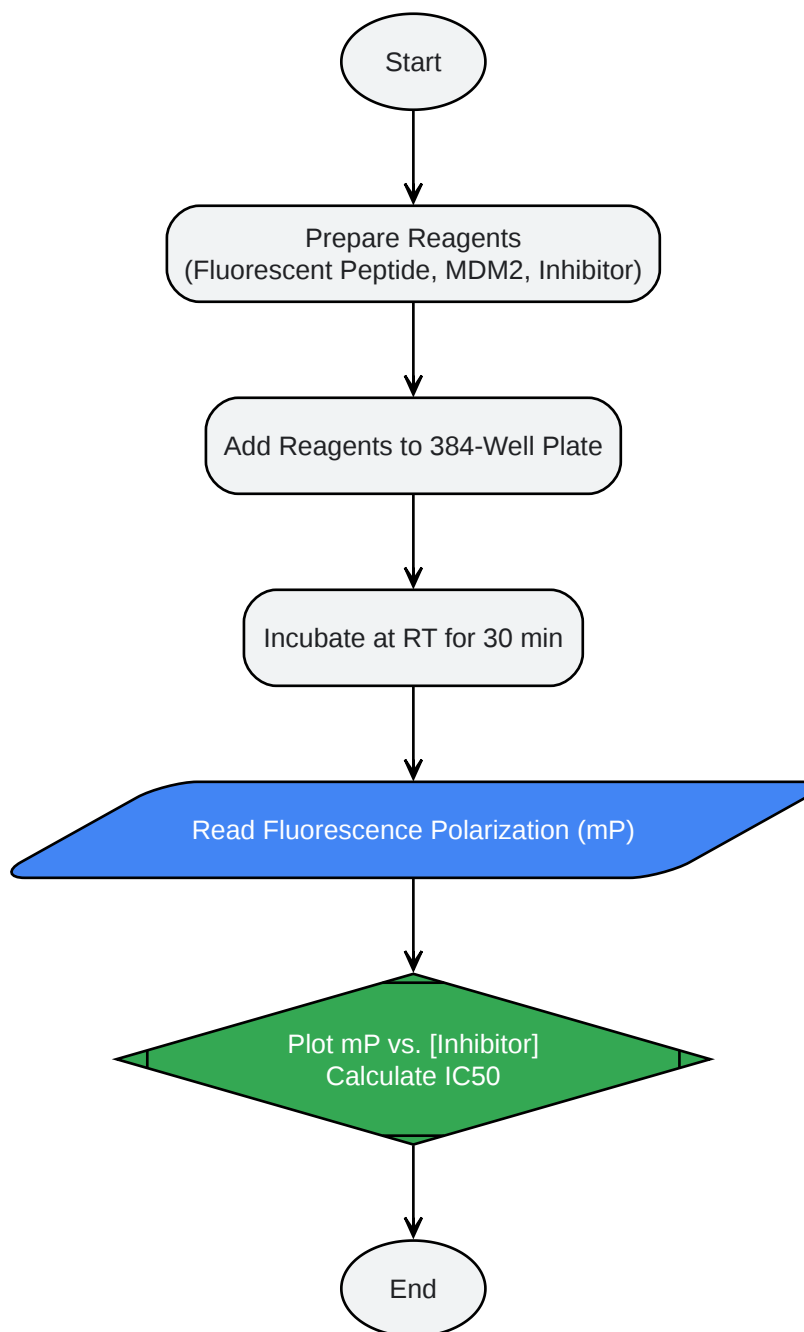 Start
Prepare Reagents
(Fluorescent Peptide, MDM2, Inhibitor)
Add Reagents to 384-Well Plate
Incubate at RT for 30 min
Read Fluorescence Polarization (mP)
Plot mP vs. [Inhibitor]
Calculate IC50
End